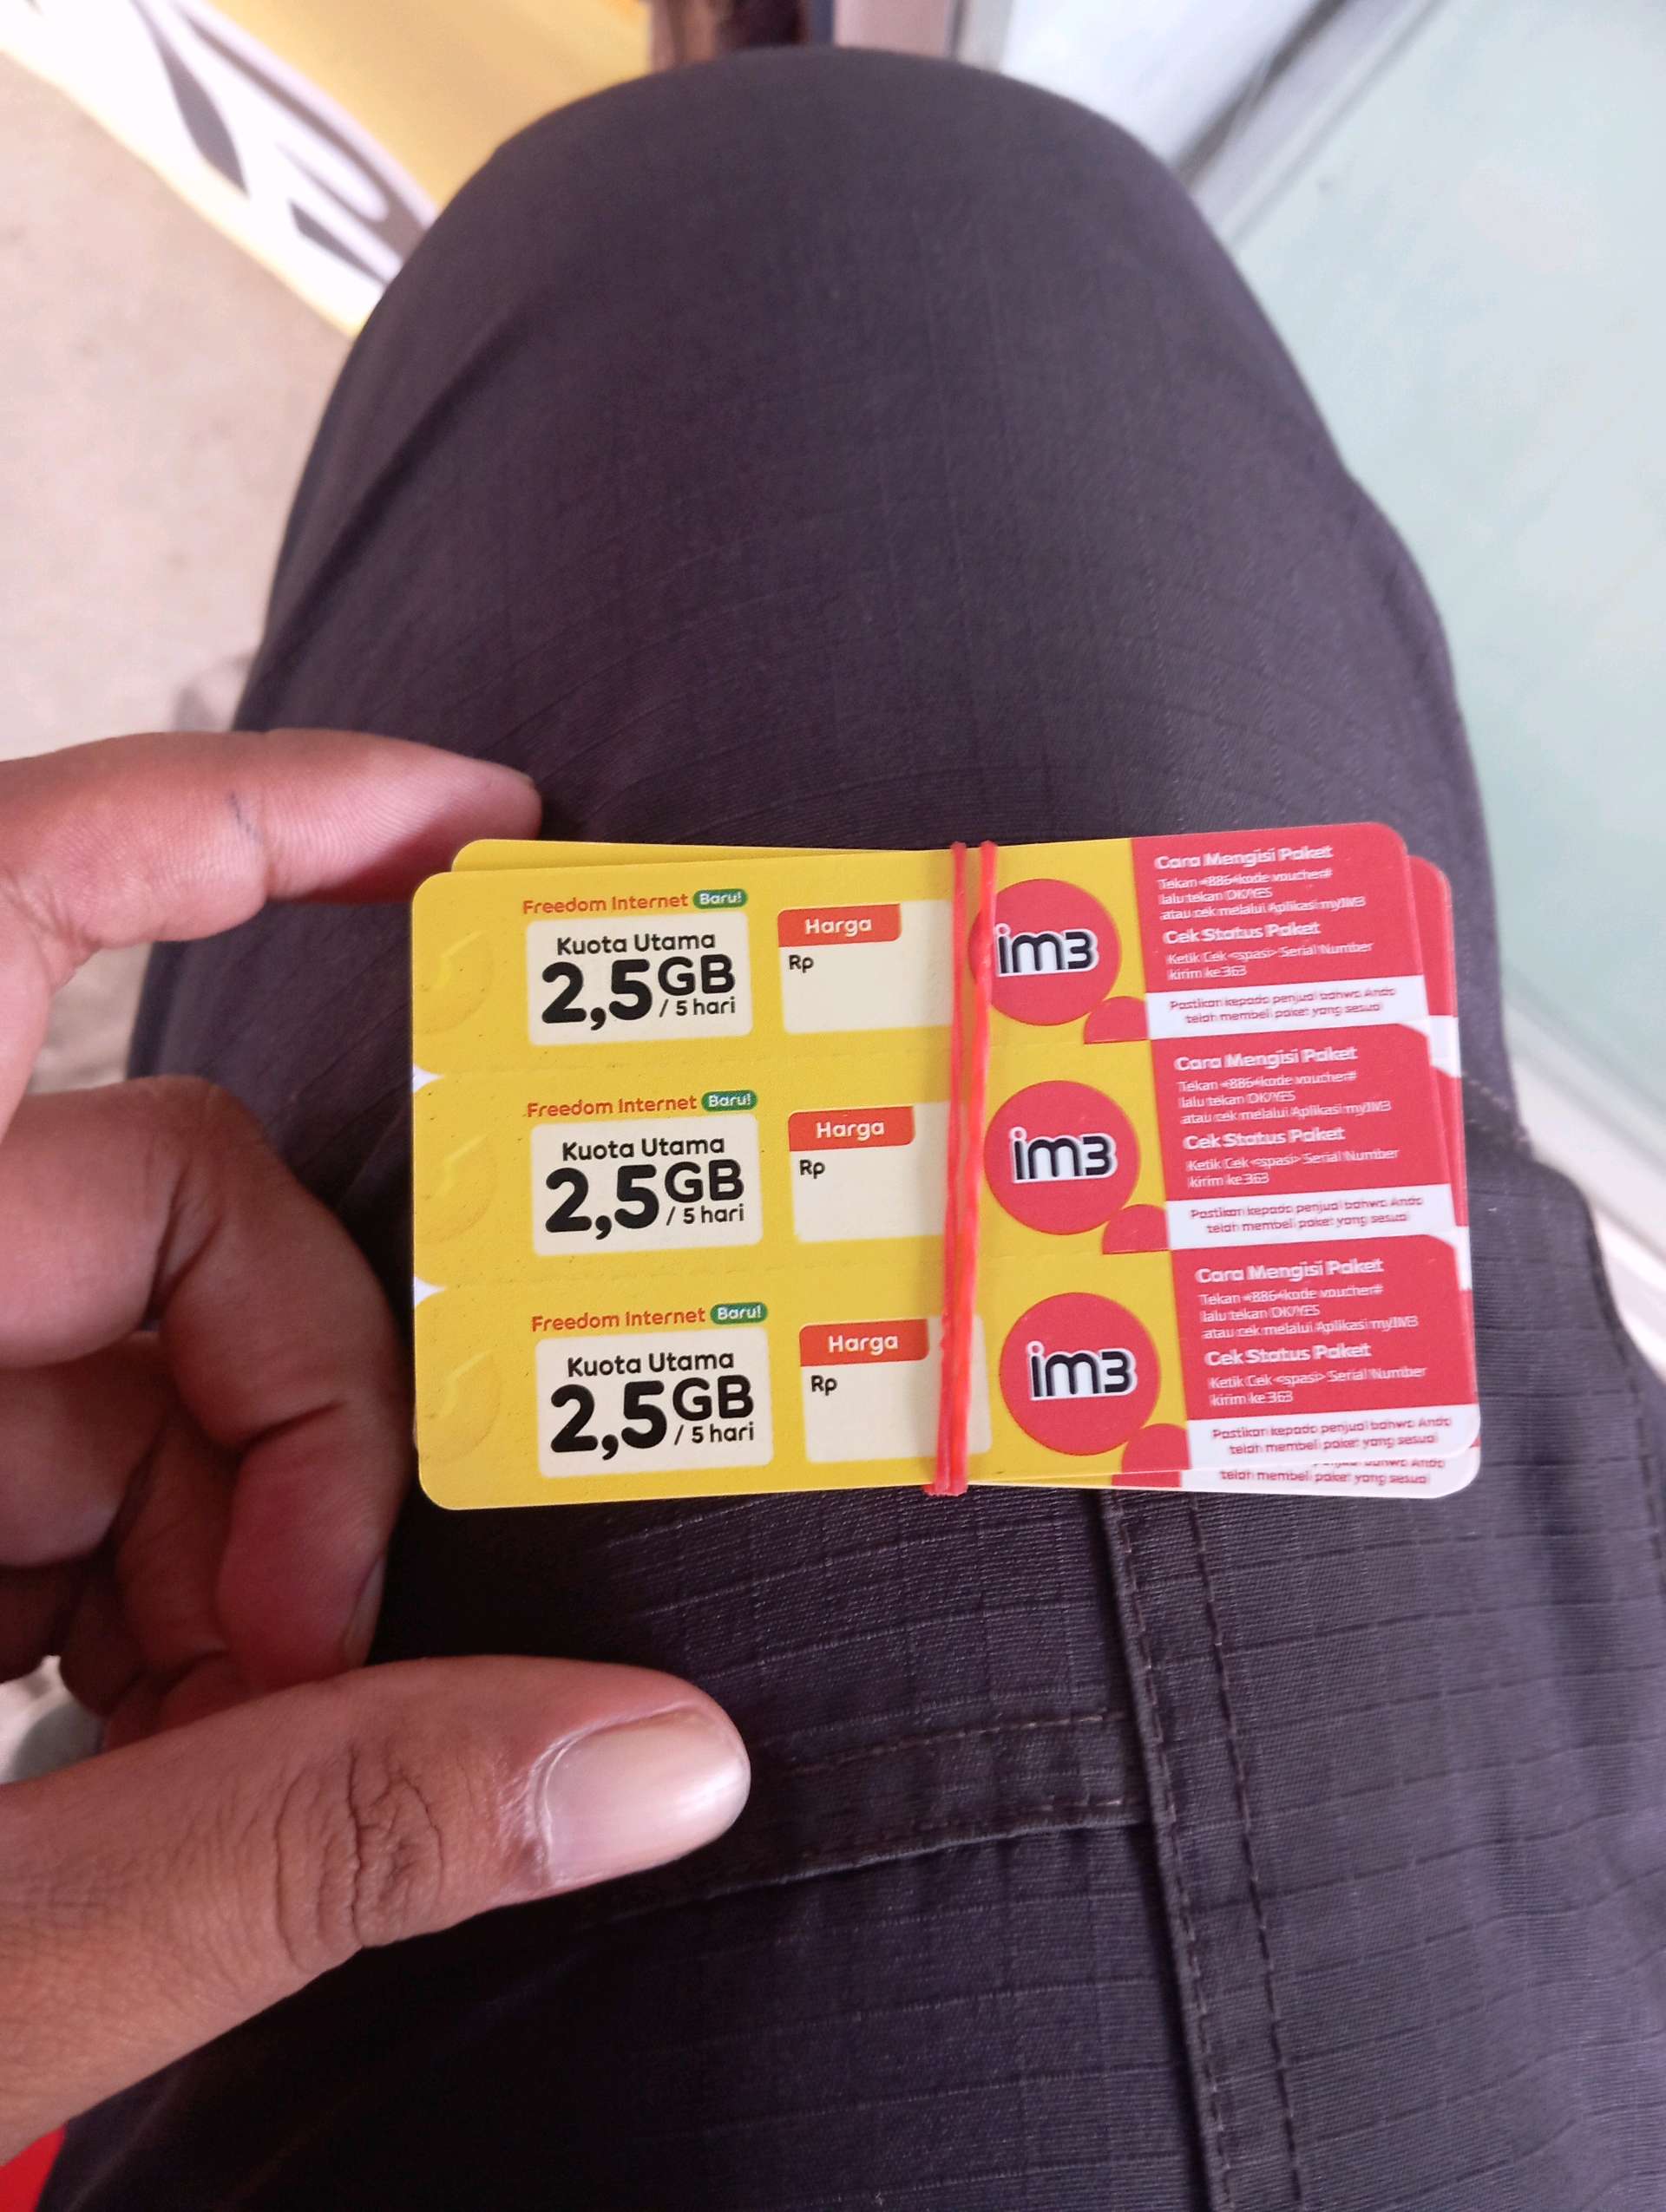 Freedom Internet Baru!
Kuota Utama
2,5GB
/ 5 hari
Harga
Rp
im3
Cara Mengisi Paket
Tekan *886*kode voucher#
lalu tekan OK/YES
atau cek melalui Aplikasi myIM3
Cek Status Paket
Ketik Cek <spasi> Serial Number
kirim ke 363
Pastikan kepada penjual bahwa Anda
telah membeli paket yang sesuai
Freedom Internet Baru!
Kuota Utama
2,5GB
/ 5 hari
Harga
Rp
im3
Cara Mengisi Paket
Tekan *886*kode voucher#
lalu tekan OK/YES
atau cek melalui Aplikasi myIM3
Cek Status Paket
Ketik Cek <spasi> Serial Number
kirim ke 363
Pastikan kepada penjual bahwa Anda
telah membeli paket yang sesuai
Freedom Internet Baru!
Kuota Utama
2,5GB
/ 5 hari
Harga
Rp
im3
Cara Mengisi Paket
Tekan *886*kode voucher#
lalu tekan OK/YES
atau cek melalui Aplikasi myIM3
Cek Status Paket
Ketik Cek <spasi> Serial Number
kirim ke 363
Pastikan kepada penjual bahwa Anda
telah membeli paket yang sesuai
bahwa Anda
telah membeli paket yang sesuai